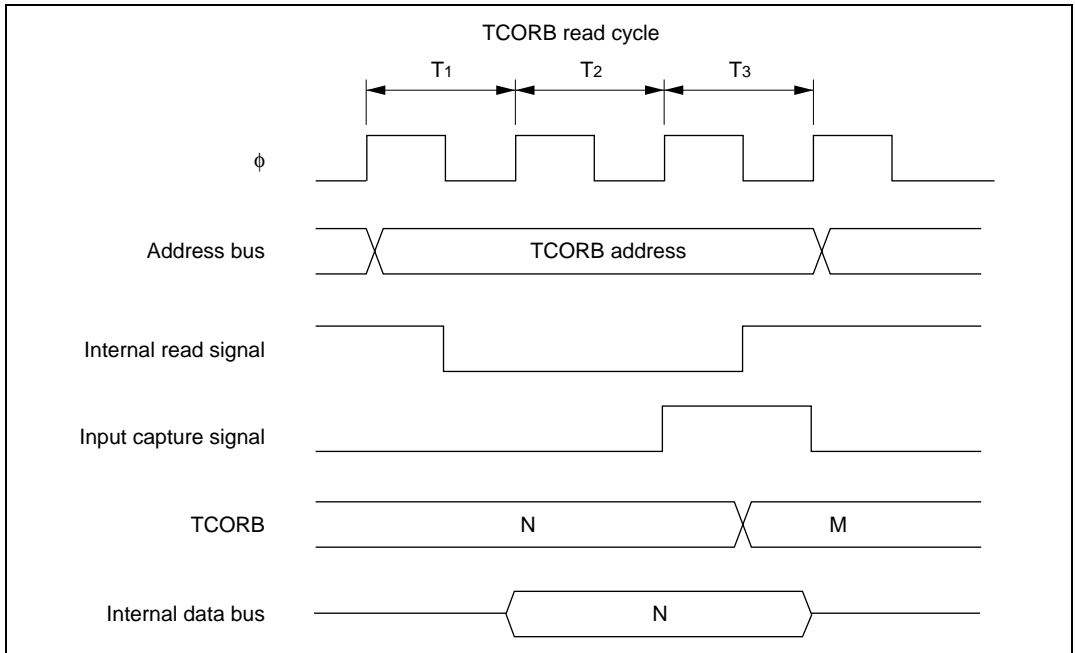 TCORB read cycle
T1 T2 T3
φ
Address bus TCORB address
Internal read signal
Input capture signal
TCORB N M
Internal data bus N